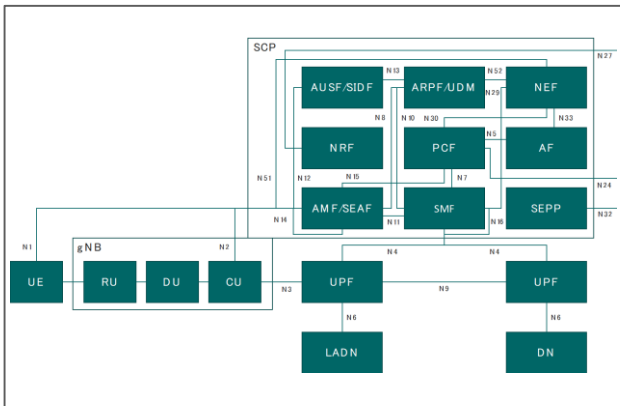 SCP
N27
N13
N52
AUSF/SIDF
ARPF/UDM
NEF
N29
N8
N10
N30
N33
N5
NRF
PCF
AF
N12
N15
N7
N51
N24
AMF/SEAF
SMF
SEPP
N14
N11
N16
N32
N1
gNB
N2
N4
N4
UE
RU
DU
CU
N3
UPF
N9
UPF
N6
N6
LADN
DN